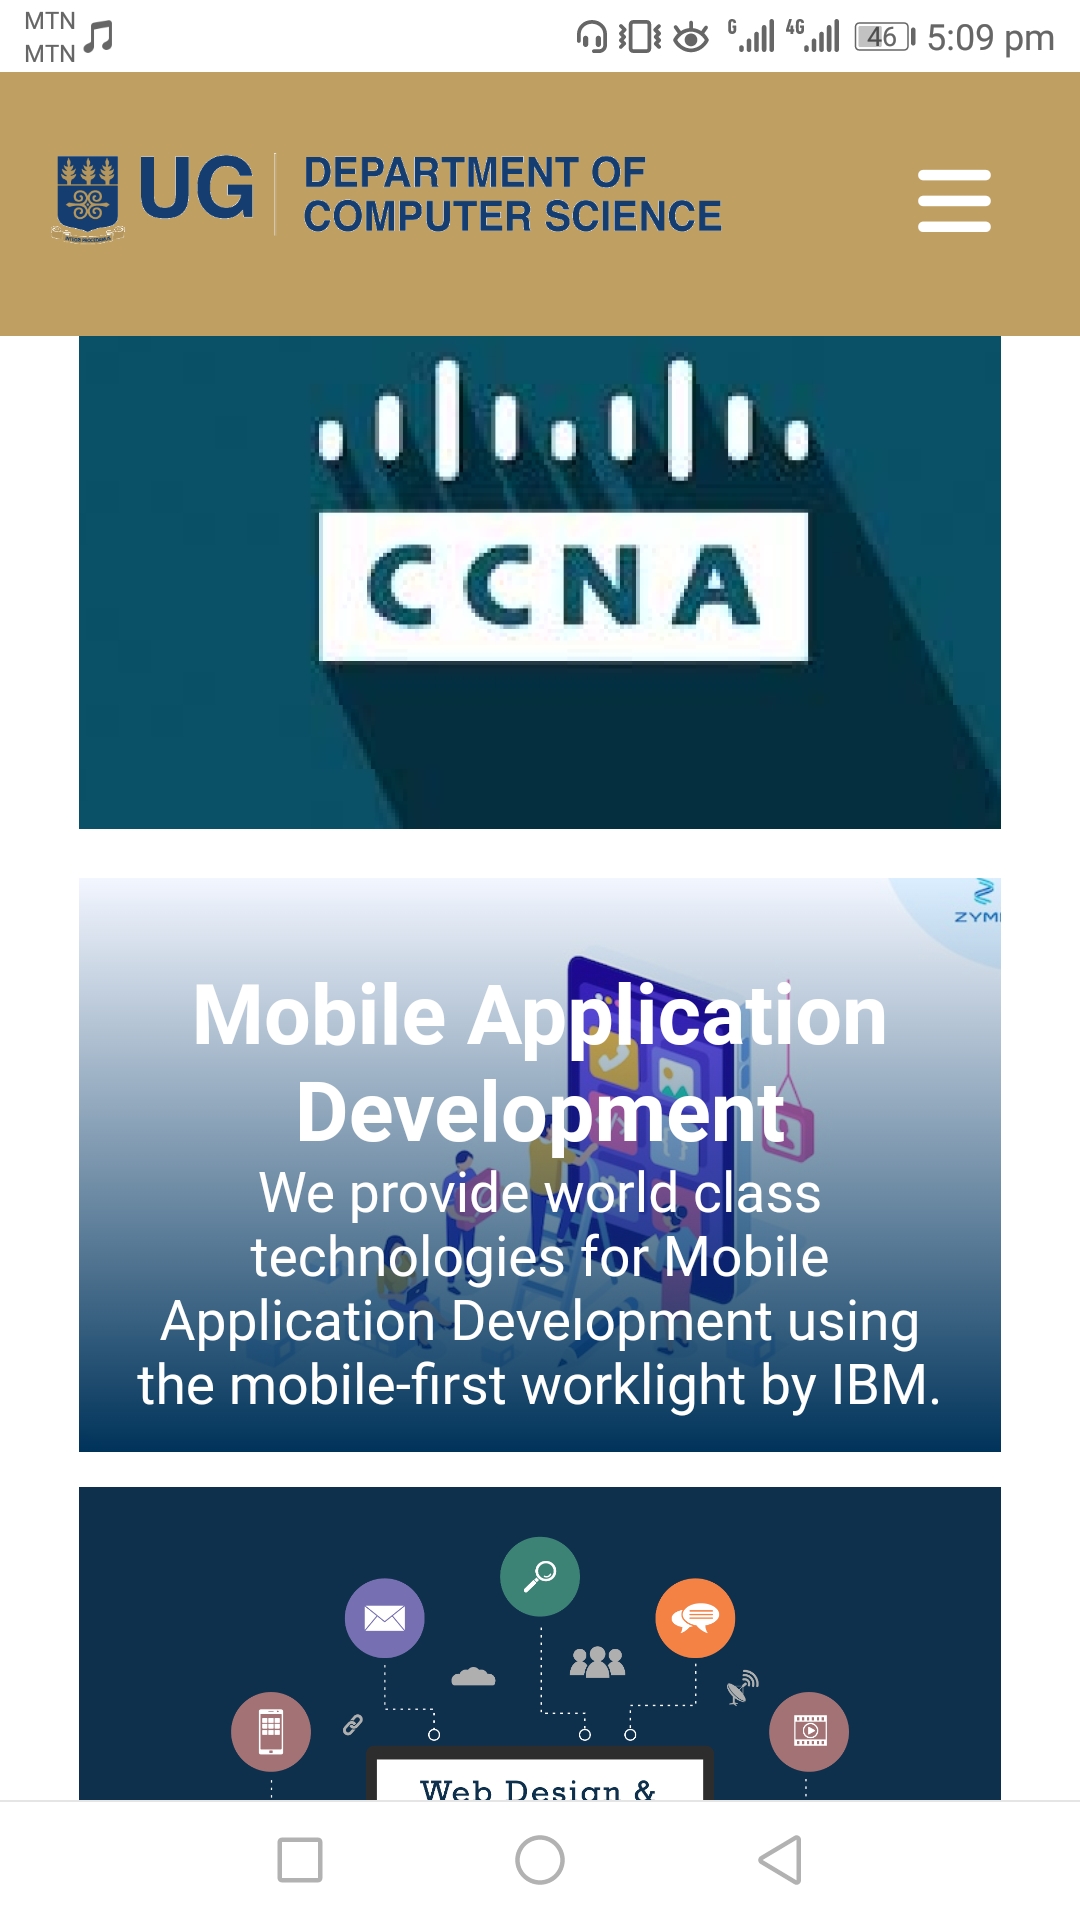 MTN
MTN
G
4G
46
5:09 pm
UG
DEPARTMENT OF
COMPUTER SCIENCE
CCNA
Mobile Application
Development
We provide world class
technologies for Mobile
Application Development using
the mobile-first worklight by IBM.
Web Design &